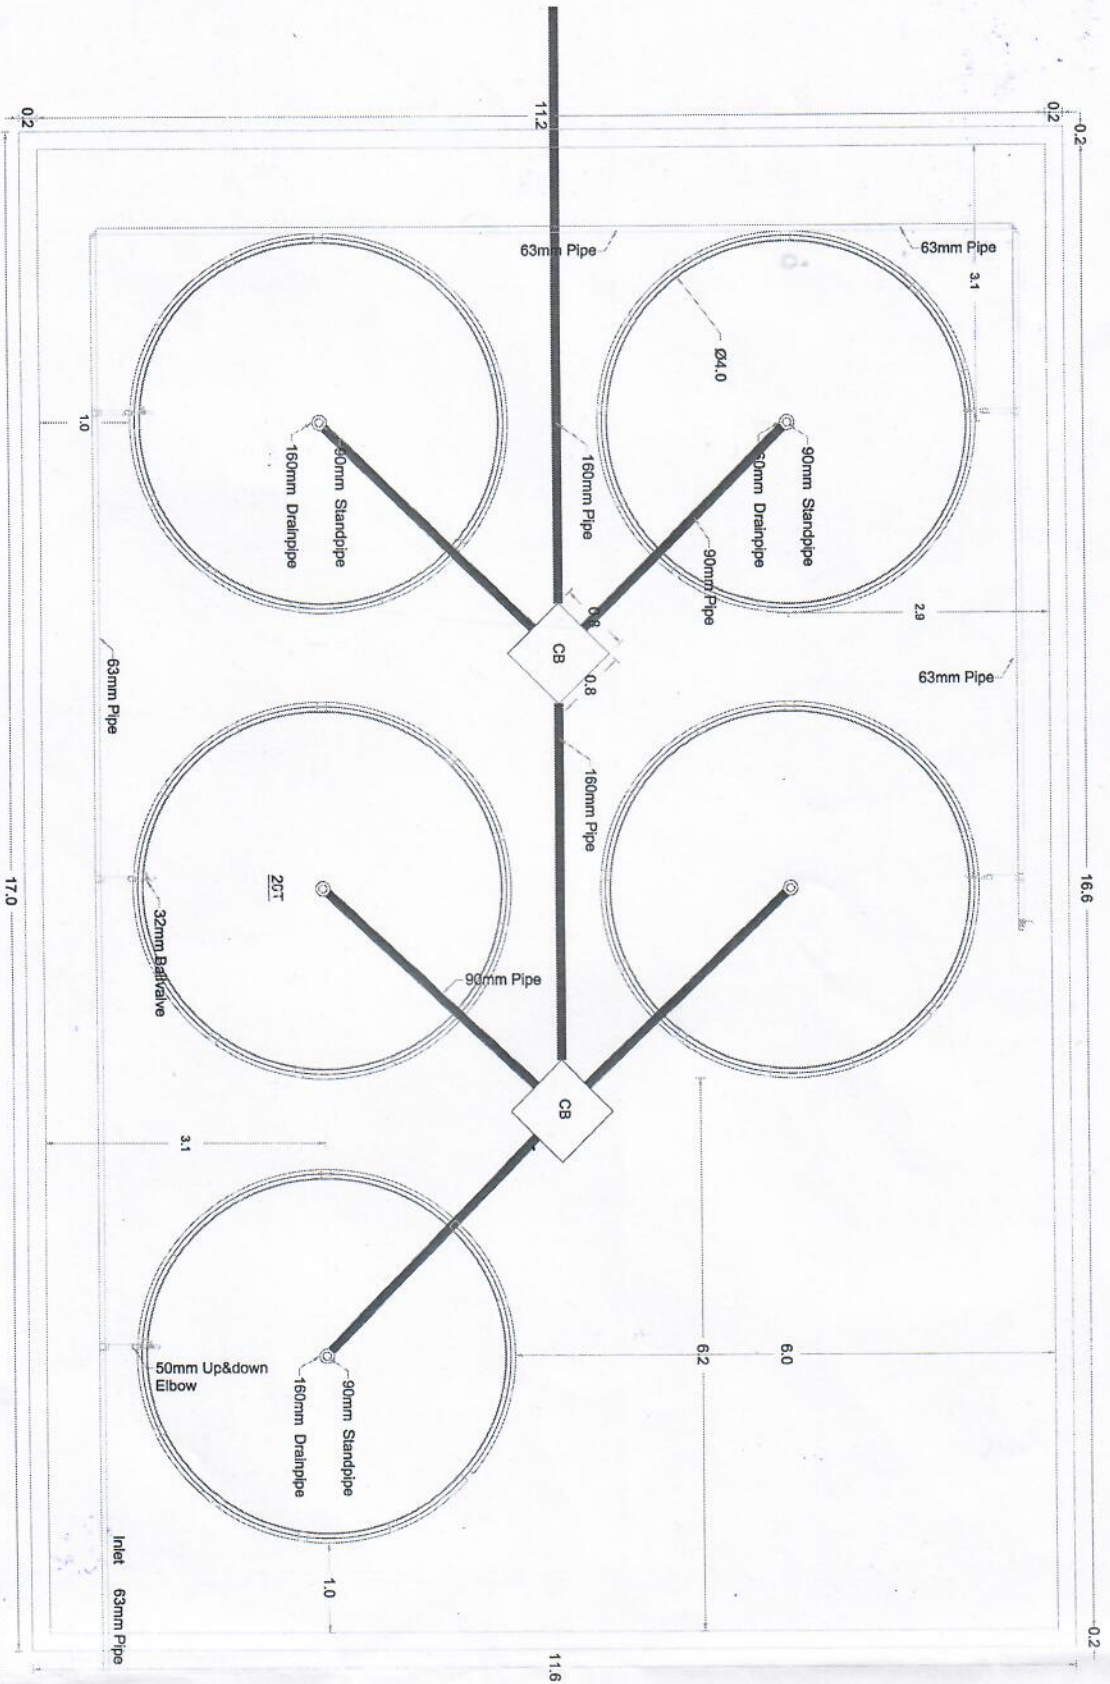 0.2
11.2
0.2
0.2
63mm Pipe
63mm Pipe
3.1
Ø4.0
1.0
90mm Standpipe
160mm Drainpipe
160mm Pipe
90mm Standpipe
60mm Drainpipe
90mm Pipe
2.9
0.8
CB
0.8
63mm Pipe
63mm Pipe
160mm Pipe
17.0
20T
32mm Ballvalve
16.6
90mm Pipe
CB
3.1
6.2
6.0
50mm Up&down
Elbow
90mm Standpipe
160mm Drainpipe
1.0
Inlet 63mm Pipe
11.6
0.2